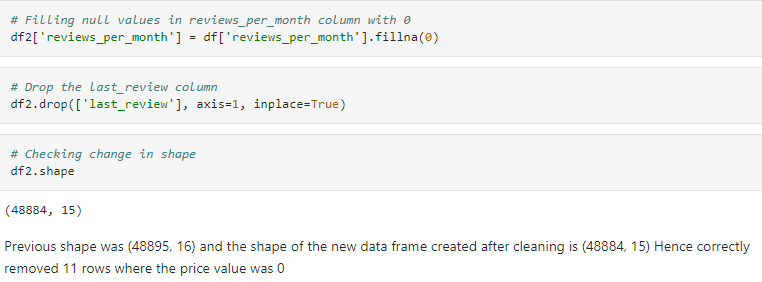 # Filling null values in reviews_per_month column with 0
df2['reviews_per_month'] = df['reviews_per_month'].fillna(0)
# Drop the last_review column
df2.drop(['last_review'], axis=1, inplace=True)
# Checking change in shape
df2.shape
(48884, 15)
Previous shape was (48895, 16) and the shape of the new data frame created after cleaning is (48884, 15) Hence correctly
removed 11 rows where the price value was 0